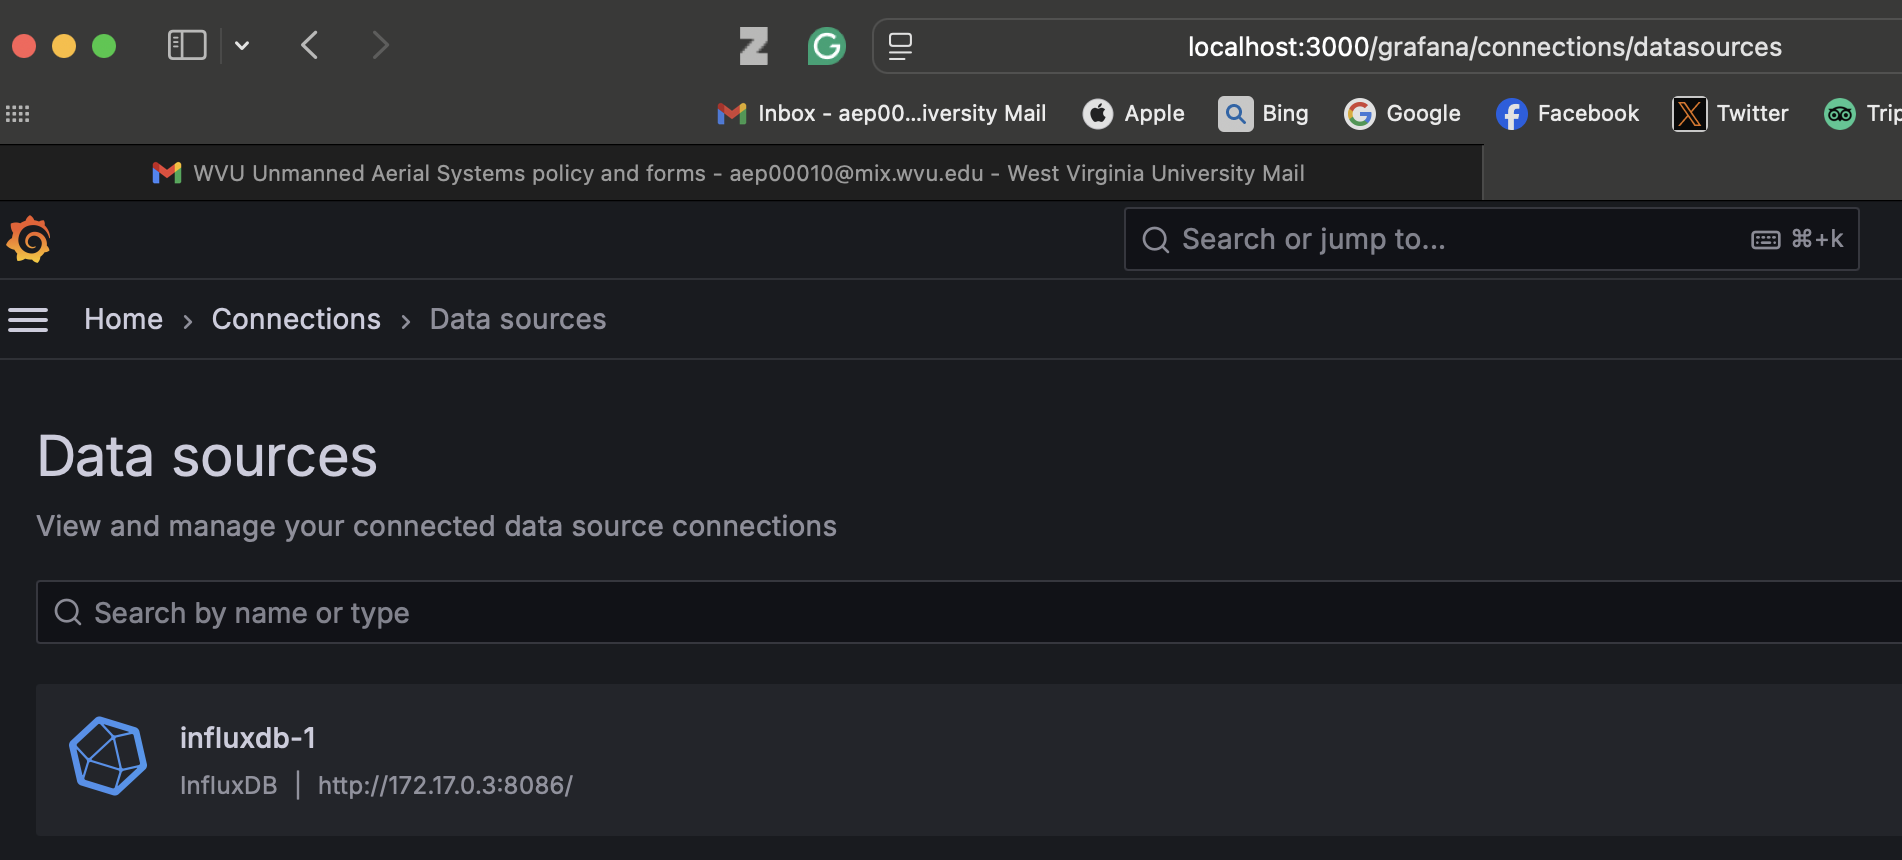 localhost:3000/grafana/connections/datasources
Inbox - aep00...iversity Mail
Apple
Bing
Google
Facebook
Twitter
Trip
WVU Unmanned Aerial Systems policy and forms - aep00010@mix.wvu.edu - West Virginia University Mail
Search or jump to...
⌘+k
Home › Connections › Data sources
Data sources
View and manage your connected data source connections
Search by name or type
influxdb-1
InfluxDB | http://172.17.0.3:8086/